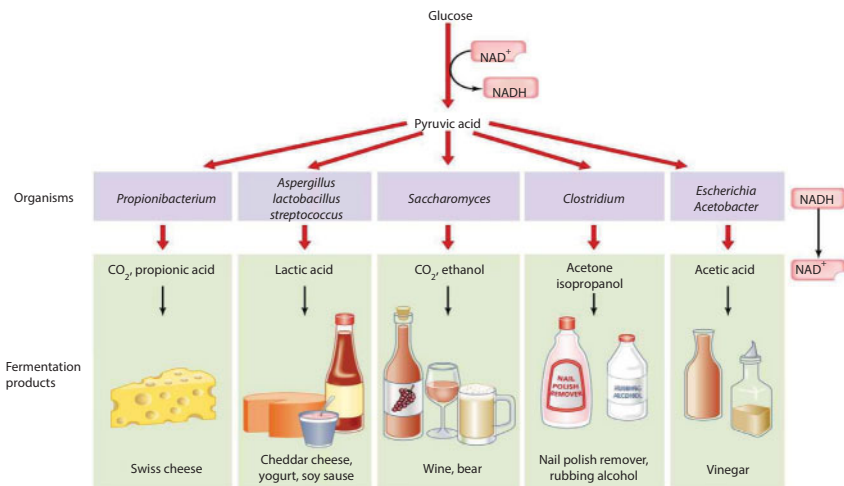 Glucose
NAD+
NADH
Pyruvic acid
Organisms
Propionibacterium
Aspergillus
lactobacillus
streptococcus
Saccharomyces
Clostridium
Escherichia
Acetobacter
NADH
NAD+
CO2, propionic acid
Lactic acid
CO2, ethanol
Acetone
isopropanol
Acetic acid
Fermentation
products
NAIL
POLISH
REMOVER
RUBBING
ALCOHOL
Swiss cheese
Cheddar cheese,
yogurt, soy sause
Wine, bear
Nail polish remover,
rubbing alcohol
Vinegar